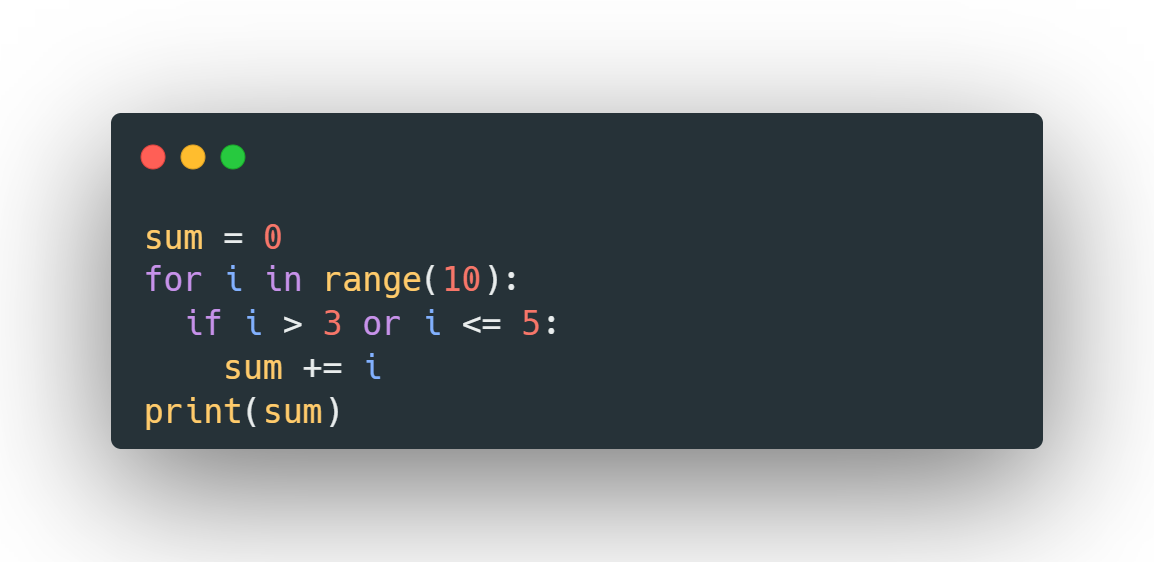 sum = 0
for i in range(10):
  if i > 3 or i <= 5:
    sum += i
print(sum)